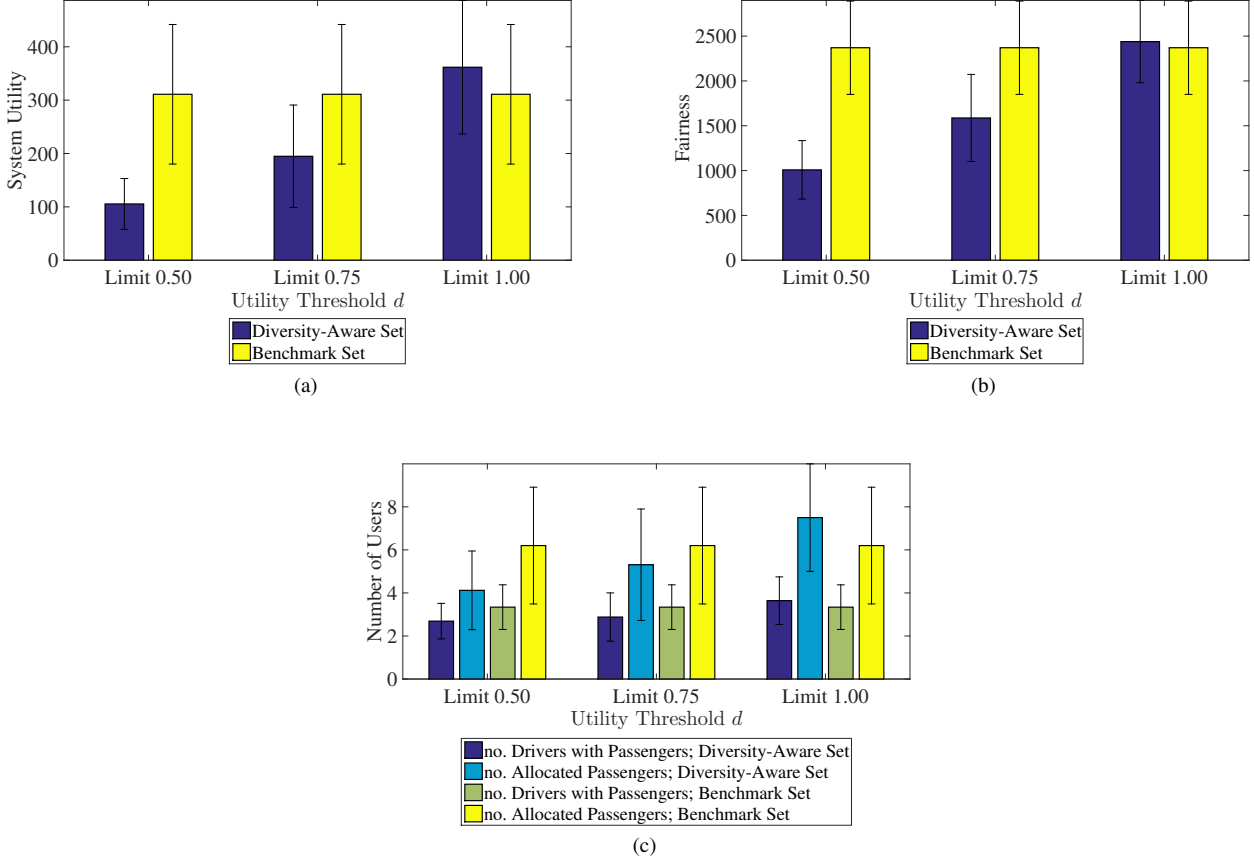 System Utility
400
300
200
100
0
Limit 0.50
Limit 0.75
Limit 1.00
Utility Threshold d
Diversity-Aware Set
Benchmark Set
(a)
Fairness
2500
2000
1500
1000
500
0
Limit 0.50
Limit 0.75
Limit 1.00
Utility Threshold d
Diversity-Aware Set
Benchmark Set
(b)
Number of Users
8
6
4
2
0
Limit 0.50
Limit 0.75
Limit 1.00
Utility Threshold d
no. Drivers with Passengers; Diversity-Aware Set
no. Allocated Passengers; Diversity-Aware Set
no. Drivers with Passengers; Benchmark Set
no. Allocated Passengers; Benchmark Set
(c)